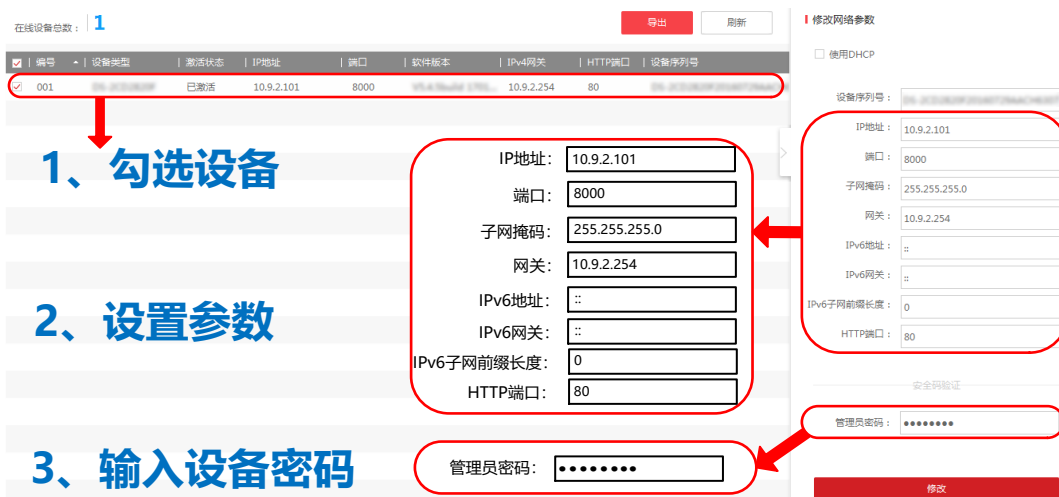 在线设备总数： 1
导出
刷新
| 编号 | 设备类型 | 激活状态 | IP地址 | 端口 | 软件版本 | IPv4网关 | HTTP端口 | 设备序列号
001 已激活 10.9.2.101 8000 10.9.2.254 80
1、勾选设备
2、设置参数
3、输入设备密码
IP地址： 10.9.2.101
端口： 8000
子网掩码： 255.255.255.0
网关： 10.9.2.254
IPv6地址： ::
IPv6网关： ::
IPv6子网前缀长度： 0
HTTP端口： 80
管理员密码： ●●●●●●●●
修改网络参数
使用DHCP
设备序列号：
IP地址： 10.9.2.101
端口： 8000
子网掩码： 255.255.255.0
网关： 10.9.2.254
IPv6地址： ::
IPv6网关： ::
IPv6子网前缀长度： 0
HTTP端口： 80
安全码验证
管理员密码： ●●●●●●●●
修改